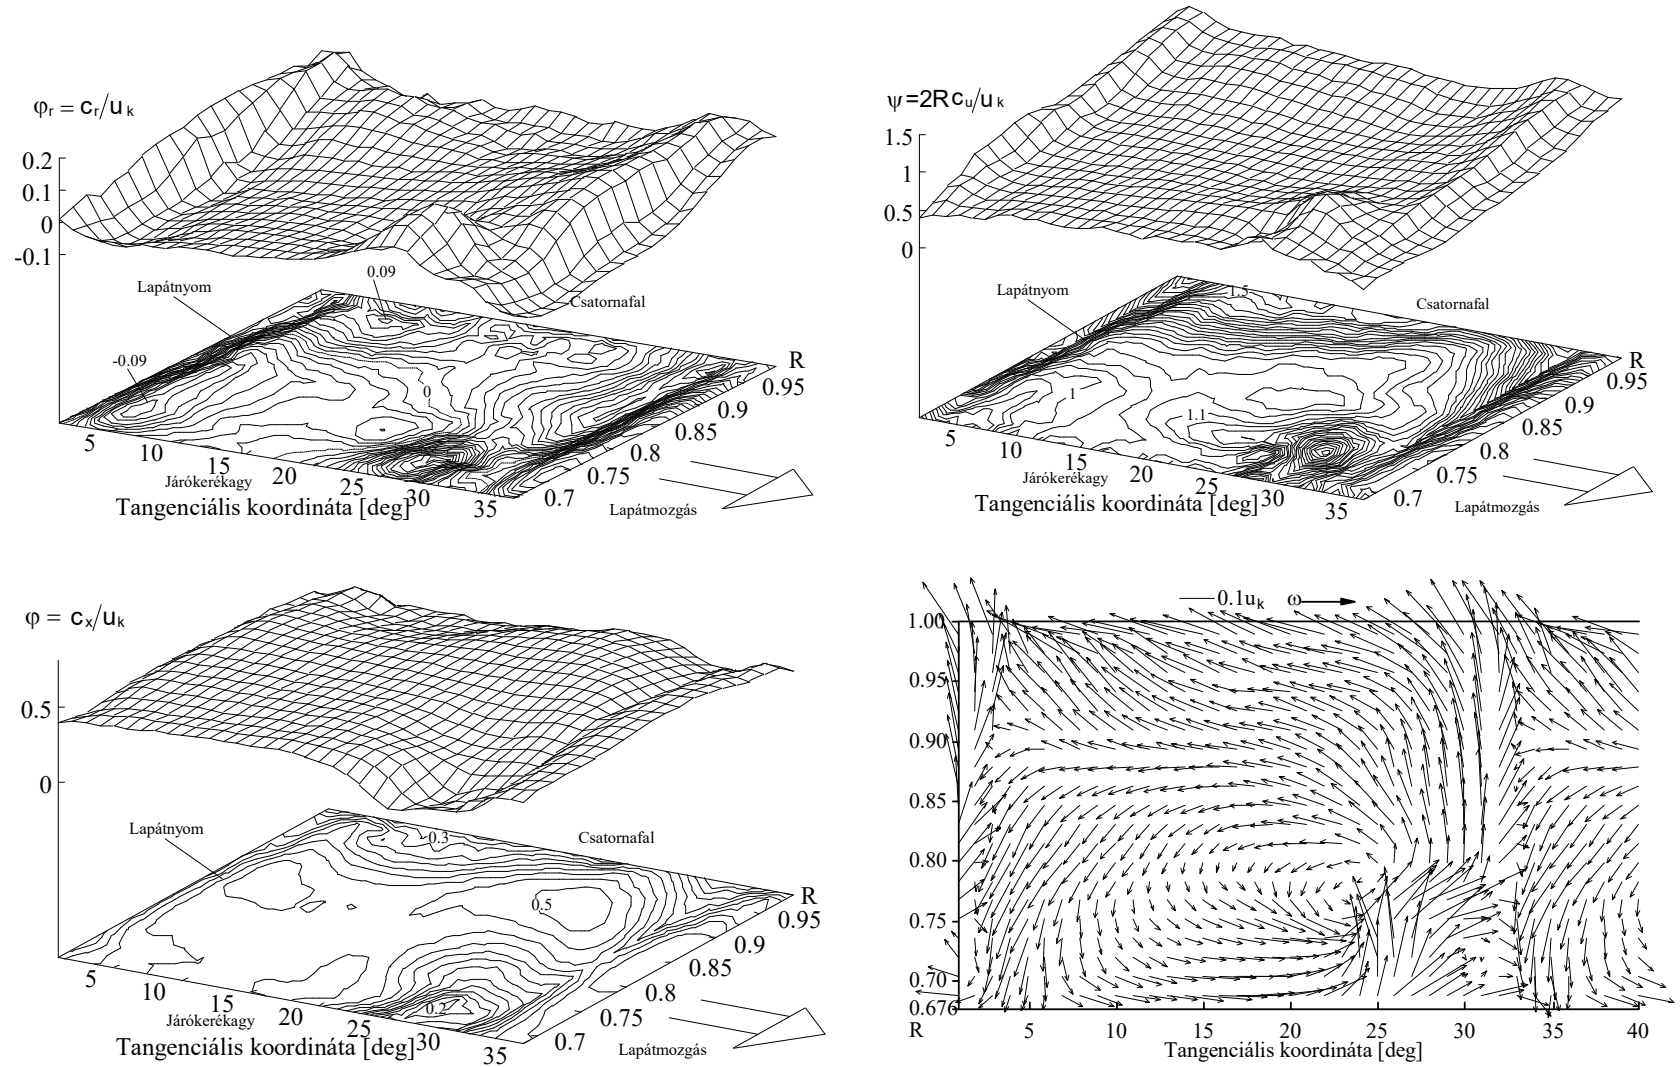 φr = cr/uk
0.2
0.1
0
-0.1
Lapátnyom
0.09
Csatornafal
-0.09
0
R
0.95
0.9
0.85
0.8
0.75
0.7
5
10
15
20
25
30
35
Járókerékagy
Tangenciális koordináta [deg]
Lapátmozgás
ψ=2Rcu/uk
1.5
1
0.5
0
Lapátnyom
1.5
Csatornafal
1
1.1
R
0.95
0.9
0.85
0.8
0.75
0.7
5
10
15
20
25
30
35
Járókerékagy
Tangenciális koordináta [deg]
Lapátmozgás
φ = cx/uk
0.5
0
Lapátnyom
0.3
Csatornafal
0.5
0.2
R
0.95
0.9
0.85
0.8
0.75
0.7
5
10
15
20
25
30
35
Járókerékagy
Tangenciális koordináta [deg]
Lapátmozgás
0.1uk ω
1.00
0.95
0.90
0.85
0.80
0.75
0.70
0.676
R
5 10 15 20 25 30 35 40
Tangenciális koordináta [deg]